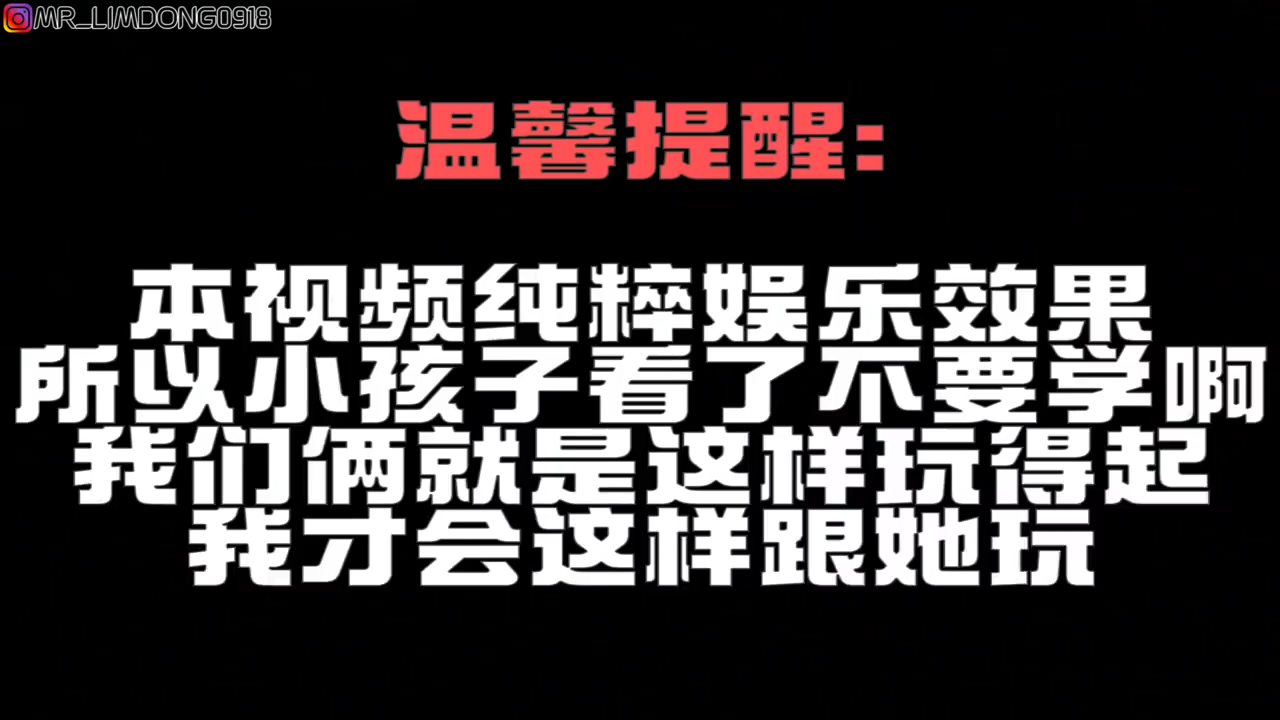 MR_LIMDONG0918
温馨提醒:
本视频纯粹娱乐效果
所以小孩子看了不要学啊
我们俩就是这样玩得起
我才会这样跟她玩